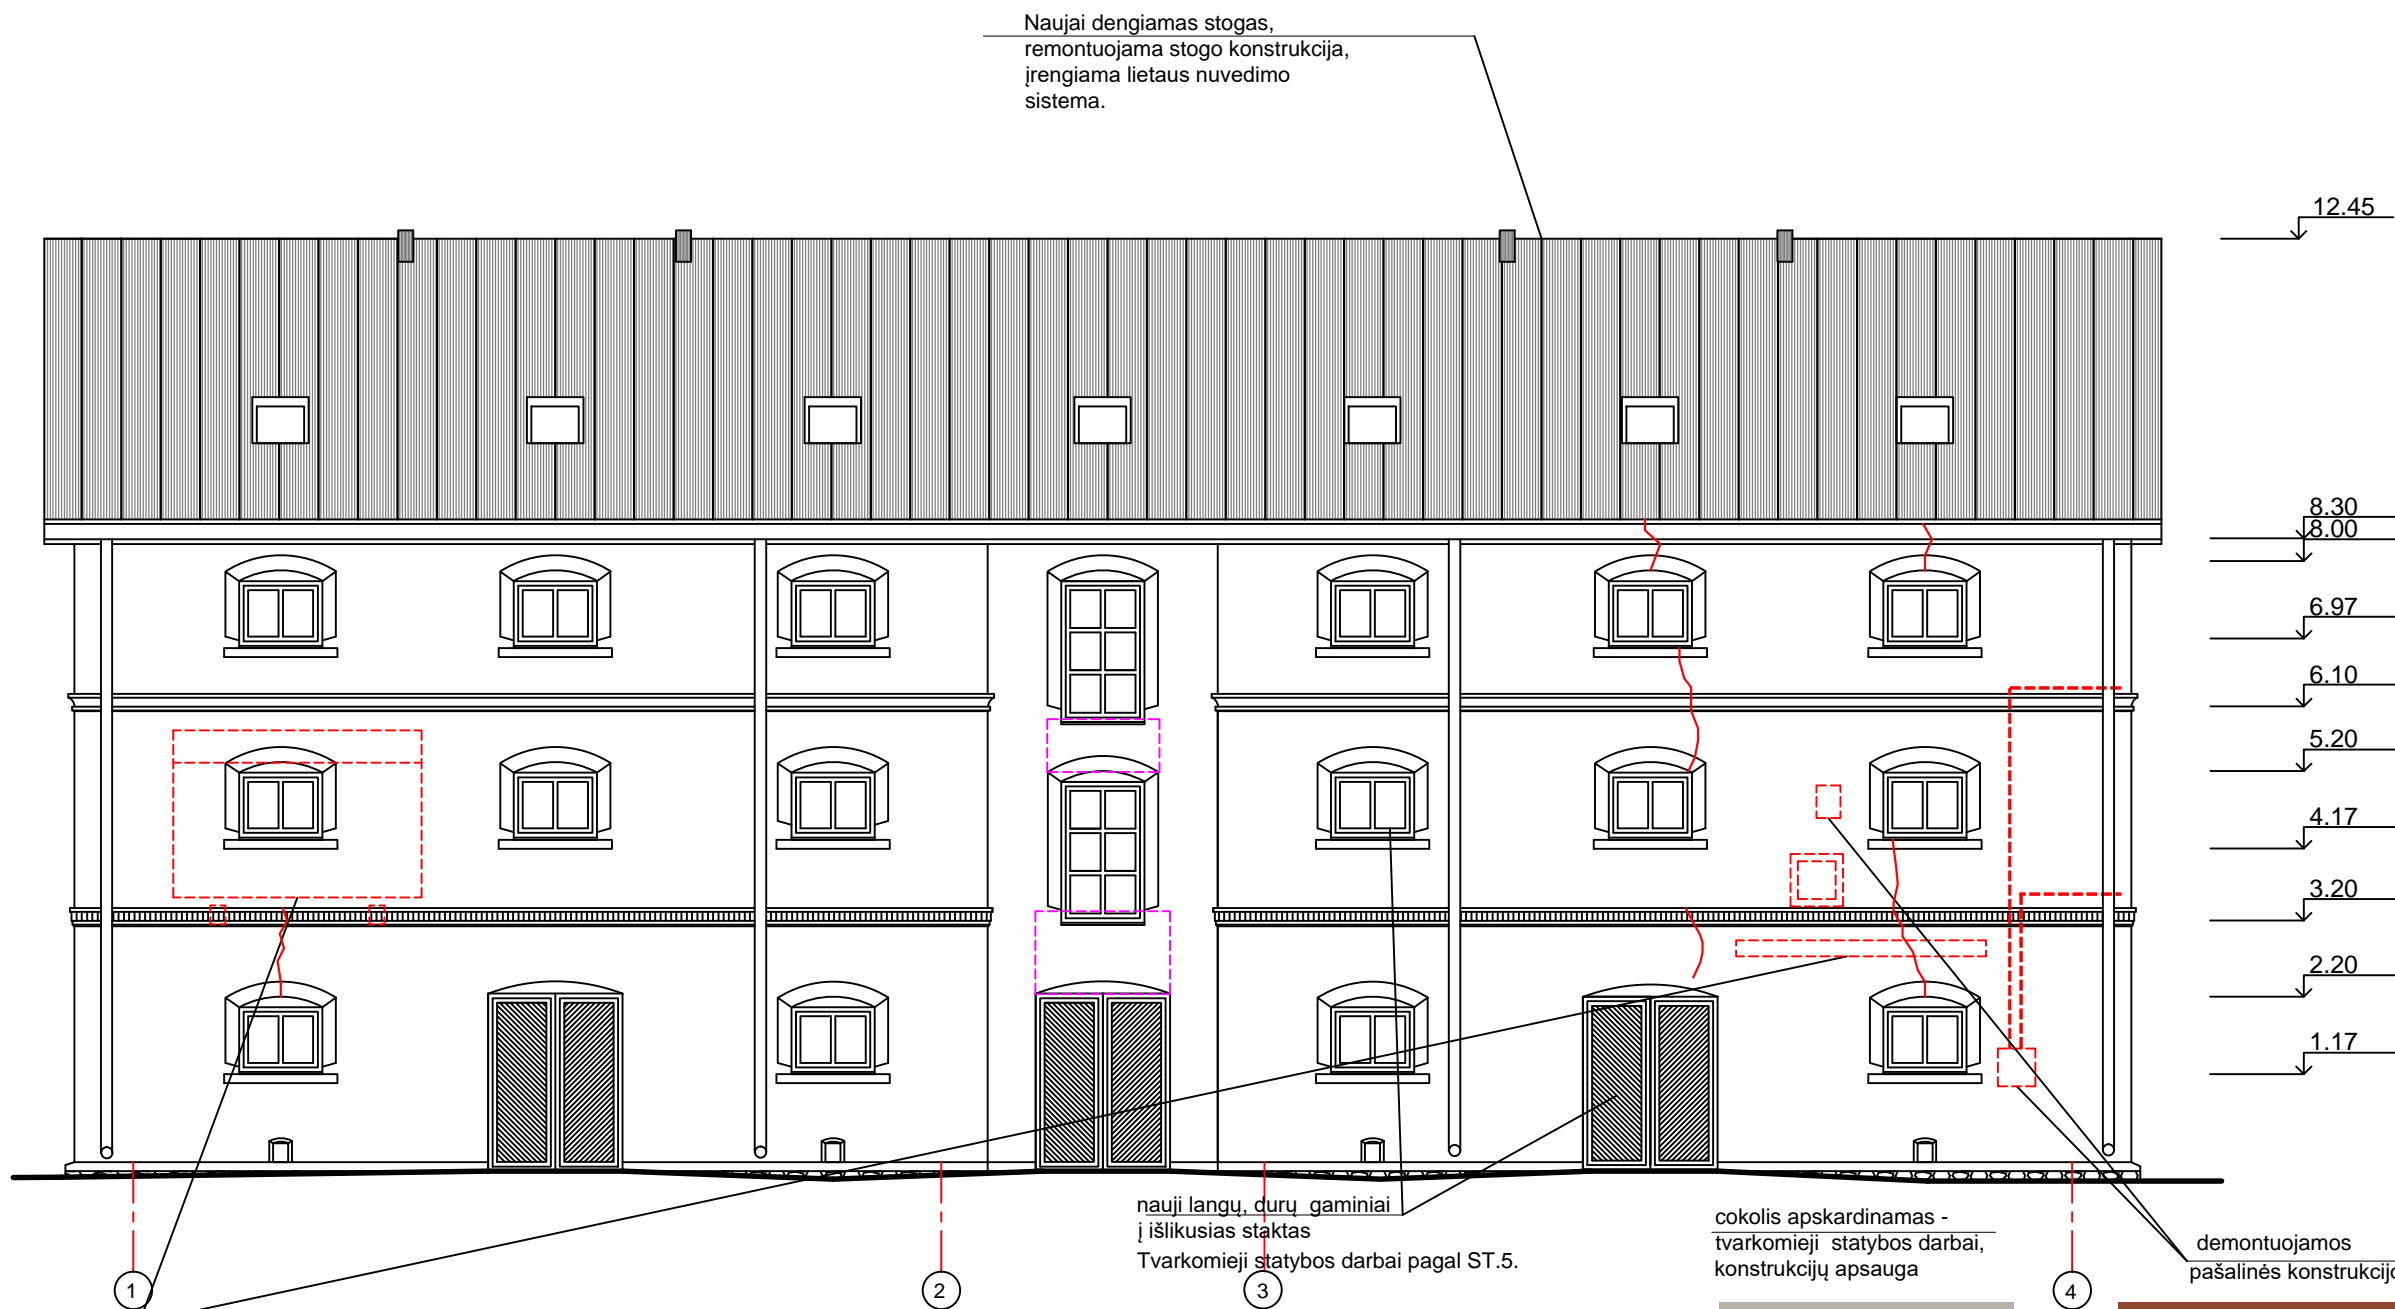 Naujai dengiamas stogas,
remontuojama stogo konstrukcija,
įrengiama lietaus nuvedimo
sistema.
12.45
8.30
8.00
6.97
6.10
5.20
4.17
3.20
2.20
1.17
nauji langų, durų gaminiai
į išlikusias staktas
Tvarkomieji statybos darbai pagal ST.5.
cokolis apskardinamas -
tvarkomieji statybos darbai,
konstrukcijų apsauga
demontuojamos
pašalinės
1
2
3
4